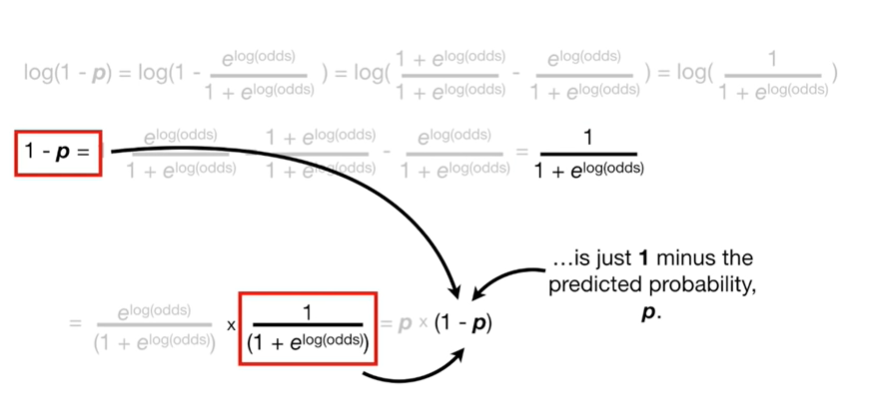 log(1 - p) = log(1 - e^log(odds) / 1 + e^log(odds) ) = log( 1 + e^log(odds) / 1 + e^log(odds) - e^log(odds) / 1 + e^log(odds) ) = log( 1 / 1 + e^log(odds) )
1 - p = e^log(odds) / 1 + e^log(odds) 1 + e^log(odds) / 1 + e^log(odds) - e^log(odds) / 1 + e^log(odds) = 1 / 1 + e^log(odds)
...is just 1 minus the
predicted probability,
p.
= e^log(odds) / (1 + e^log(odds)) x 1 / (1 + e^log(odds)) = p × (1 - p)